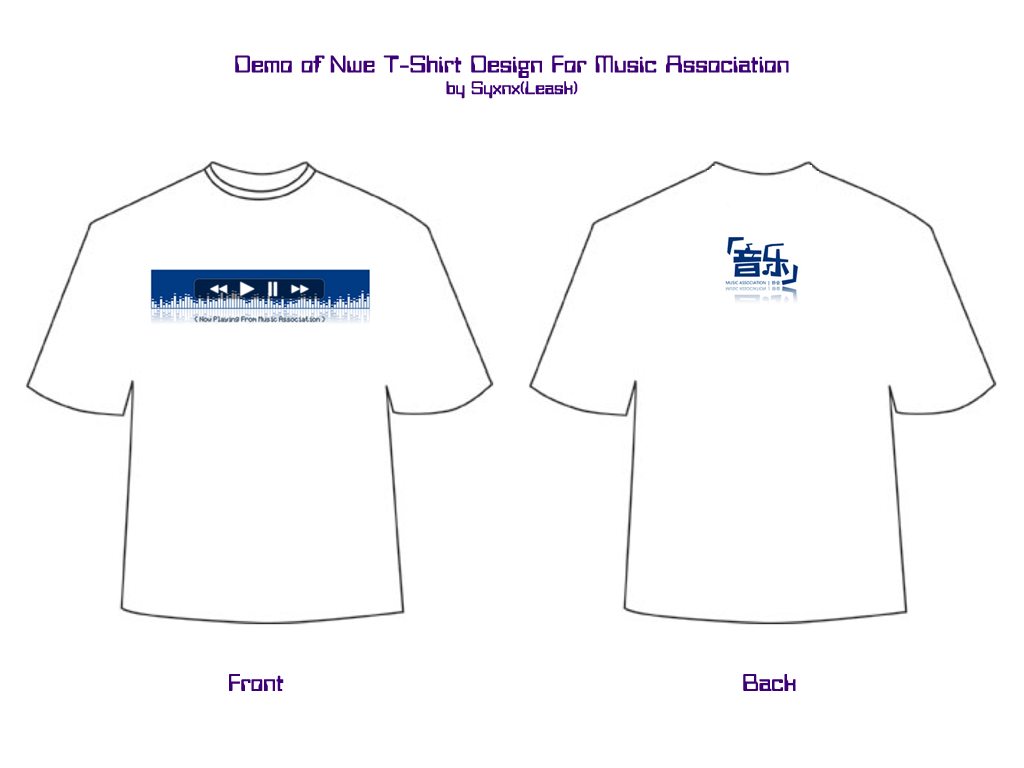 Demo of Nwe T-Shirt Design For Music Association
by Syxnx(Leask)
( Now Playing From Music Association )
「音乐」
MUSIC ASSOCIATION |
Front
Back